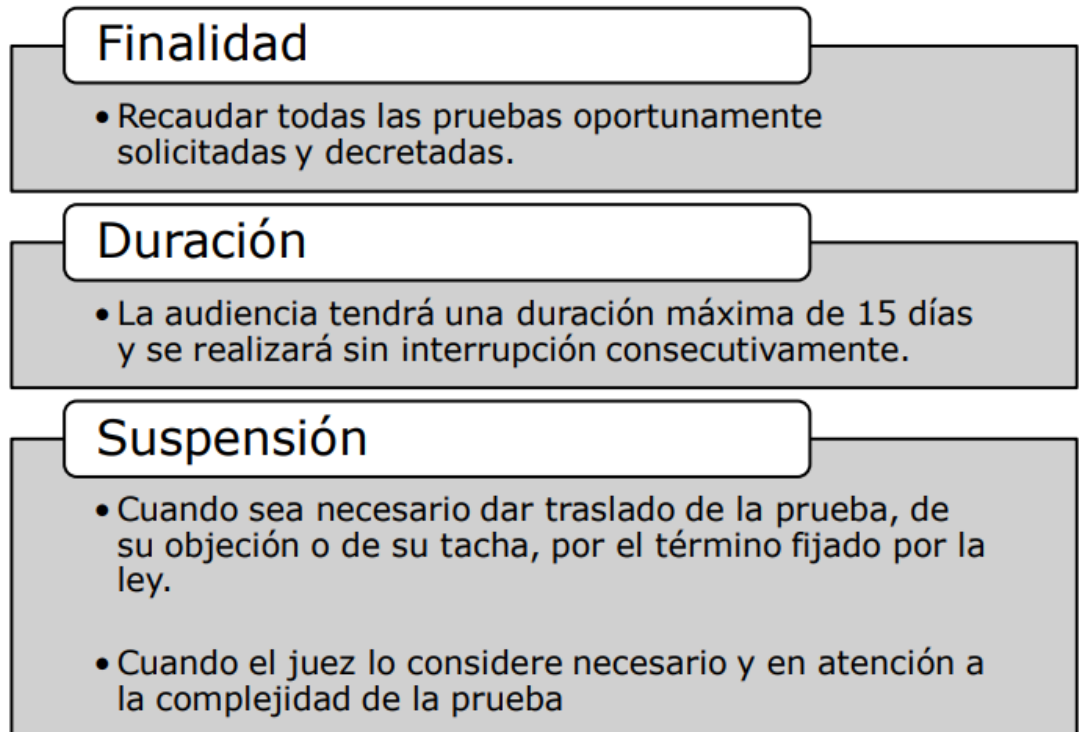 Finalidad
• Recaudar todas las pruebas oportunamente
solicitadas y decretadas.
Duración
• La audiencia tendrá una duración máxima de 15 días
y se realizará sin interrupción consecutivamente.
Suspensión
• Cuando sea necesario dar traslado de la prueba, de
su objeción o de su tacha, por el término fijado por la
ley.
• Cuando el juez lo considere necesario y en atención a
la complejidad de la prueba